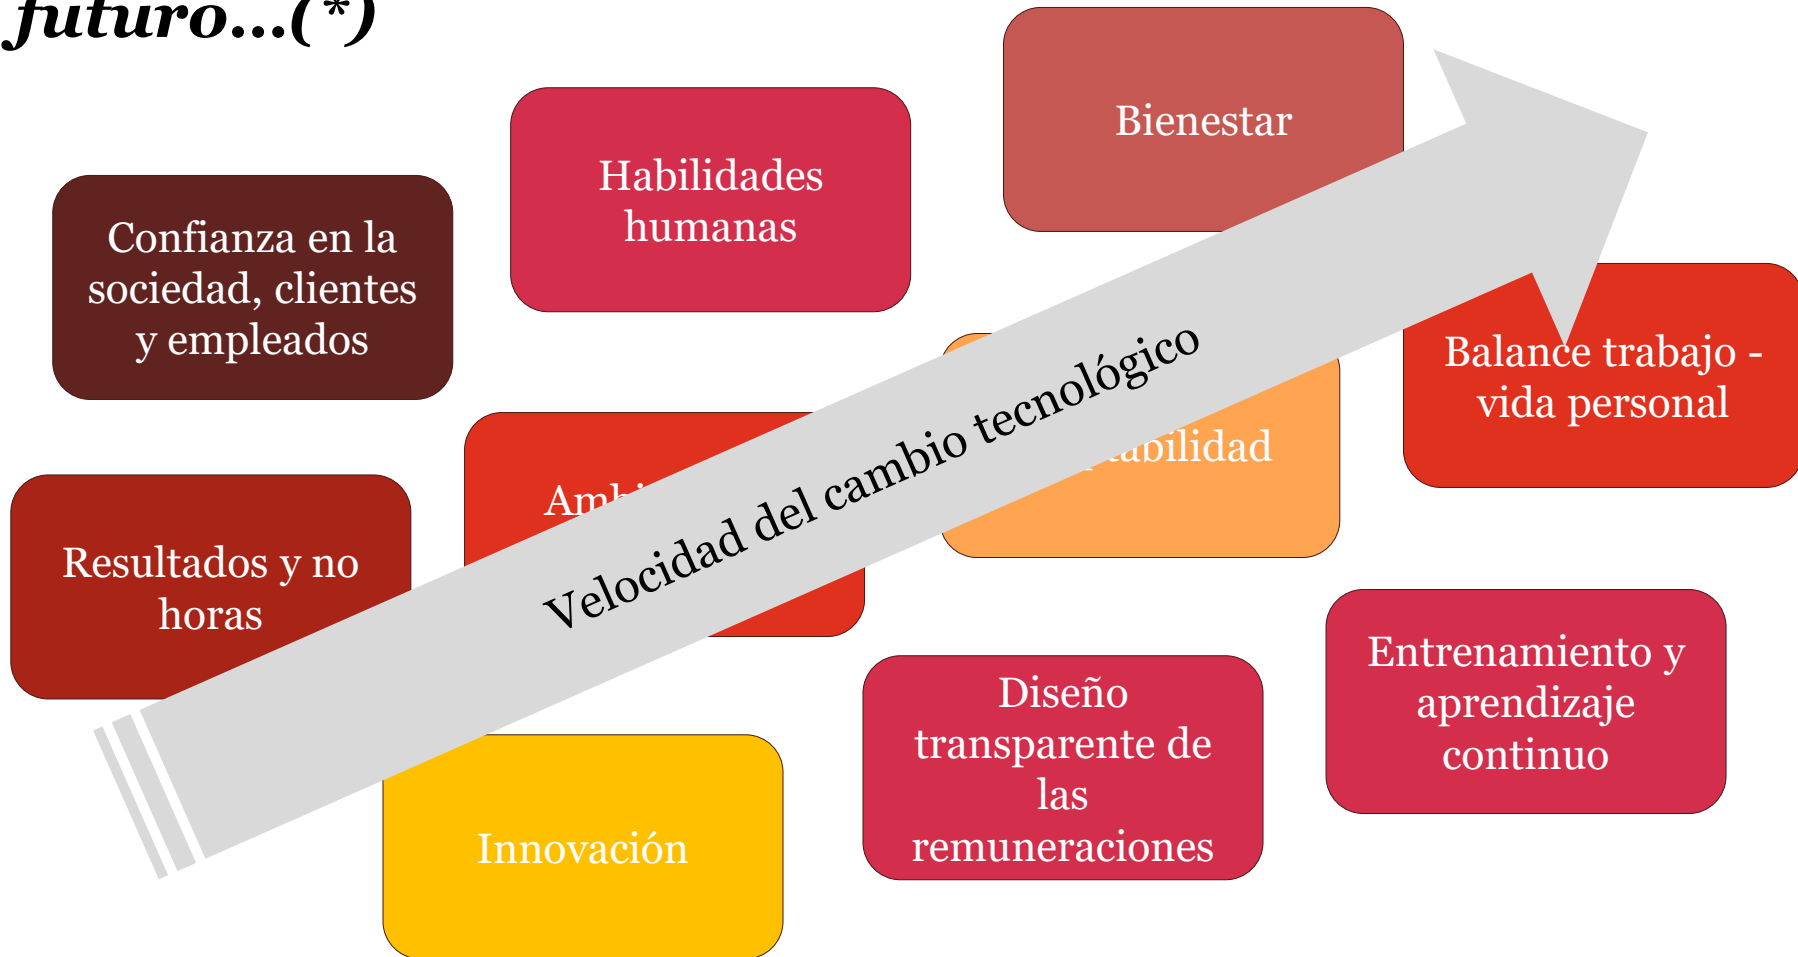 futuro...(*)
Bienestar
Habilidades
humanas
Confianza en la
sociedad, clientes
y empleados
Balance trabajo -
vida personal
Velocidad del cambio tecnológico
Resultados y no
horas
Entrenamiento y
aprendizaje
continuo
Diseño
transparente de
las
remuneraciones
Innovación